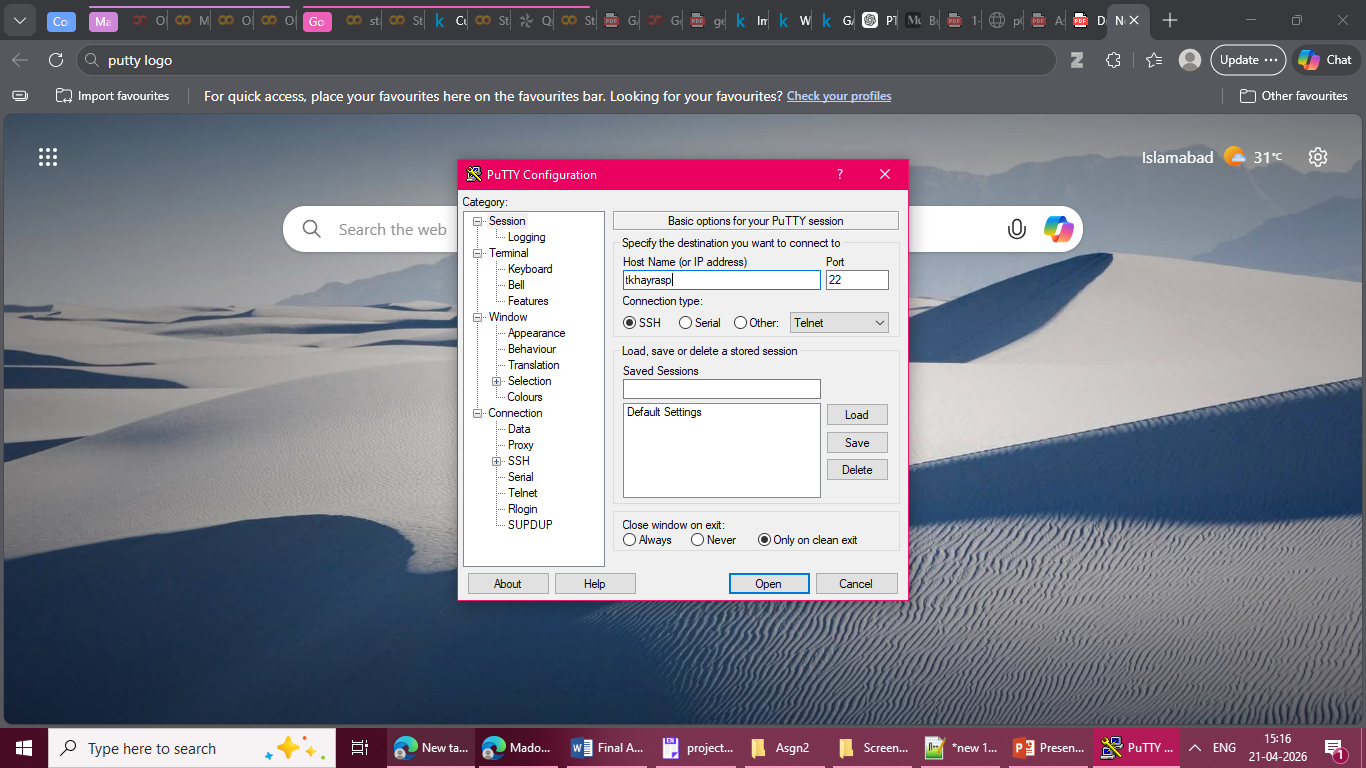 Co
Ma
Go
putty logo
Update
Chat
Import favourites
For quick access, place your favourites here on the favourites bar. Looking for your favourites? Check your profiles
Other favourites
Islamabad
31°C
Search the web
PuTTY Configuration
?
Category:
Session
Logging
Terminal
Keyboard
Bell
Features
Window
Appearance
Behaviour
Translation
Selection
Colours
Connection
Data
Proxy
SSH
Serial
Telnet
Rlogin
SUPDUP
Basic options for your PuTTY session
Specify the destination you want to connect to
Host Name (or IP address) Port
tkhayrasp 22
Connection type:
SSH Serial Other: Telnet
Load, save or delete a stored session
Saved Sessions
Default Settings
Load
Save
Delete
Close window on exit:
Always Never Only on clean exit
About Help Open Cancel
Type here to search
New ta...
Mado...
Final A...
project...
Asgn2
Screen...
*new 1...
Presen...
PuTTY ...
ENG
15:16
21-04-2026
1